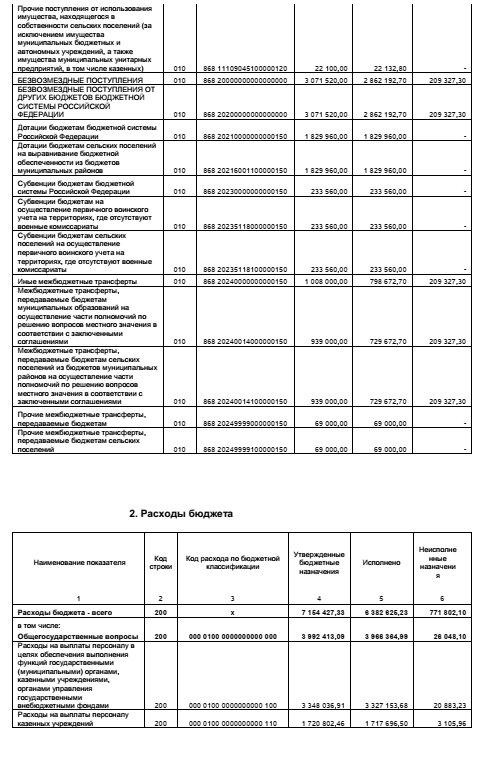 Прочие поступления от использования
имущества, находящегося в
собственности сельских поселений (за
исключением имущества
муниципальных бюджетных и
автономных учреждений, а также
имущества муниципальных унитарных
предприятий, в том числе казенных) 010 868 11109045100000120 22 100,00 22 132,80 -
БЕЗВОЗМЕЗДНЫЕ ПОСТУПЛЕНИЯ 010 868 20000000000000000 3 071 520,00 2 862 192,70 209 327,30
БЕЗВОЗМЕЗДНЫЕ ПОСТУПЛЕНИЯ ОТ
ДРУГИХ БЮДЖЕТОВ БЮДЖЕТНОЙ
СИСТЕМЫ РОССИЙСКОЙ
ФЕДЕРАЦИИ 010 868 20200000000000000 3 071 520,00 2 862 192,70 209 327,30
Дотации бюджетам бюджетной системы
Российской Федерации 010 868 20210000000000150 1 829 960,00 1 829 960,00 -
Дотации бюджетам сельских поселений
на выравнивание бюджетной
обеспеченности из бюджетов
муниципальных районов 010 868 20216001100000150 1 829 960,00 1 829 960,00 -
Субвенции бюджетам бюджетной
системы Российской Федерации 010 868 20230000000000150 233 560,00 233 560,00 -
Субвенции бюджетам на
осуществление первичного воинского
учета на территориях, где отсутствуют
военные комиссариаты 010 868 20235118000000150 233 560,00 233 560,00 -
Субвенции бюджетам сельских
поселений на осуществление
первичного воинского учета на
территориях, где отсутствуют военные
комиссариаты 010 868 20235118100000150 233 560,00 233 560,00 -
Иные межбюджетные трансферты 010 868 20240000000000150 1 008 000,00 798 672,70 209 327,30
Межбюджетные трансферты,
передаваемые бюджетам
муниципальных образований на
осуществление части полномочий по
решению вопросов местного значения в
соответствии с заключенными
соглашениями 010 868 20240014000000150 939 000,00 729 672,70 209 327,30
Межбюджетные трансферты,
передаваемые бюджетам сельских
поселений из бюджетов муниципальных
районов на осуществление части
полномочий по решению вопросов
местного значения в соответствии с
заключенными соглашениями 010 868 20240014100000150 939 000,00 729 672,70 209 327,30
Прочие межбюджетные трансферты,
передаваемые бюджетам 010 868 20249999000000150 69 000,00 69 000,00 -
Прочие межбюджетные трансферты,
передаваемые бюджетам сельских
поселений 010 868 20249999100000150 69 000,00 69 000,00 -
2. Расходы бюджета
Наименование показателя Код строки Код расхода по бюджетной классификации Утвержденные бюджетные назначения Исполнено Неисполне нные назначени я
1 2 3 4 5 6
Расходы бюджета - всего 200 x 7 154 427,33 6 382 625,23 771 802,10
в том числе:
Общегосударственные вопросы 200 000 0100 0000000000 000 3 992 413,09 3 966 364,99 26 048,10
Расходы на выплаты персоналу в
целях обеспечения выполнения
функций государственными
(муниципальными) органами,
казенными учреждениями,
органами управления
государственными
внебюджетными фондами 200 000 0100 0000000000 100 3 348 036,91 3 327 153,68 20 883,23
Расходы на выплаты персоналу
казенных учреждений 200 000 0100 0000000000 110 1 720 802,46 1 717 696,50 3 105,96